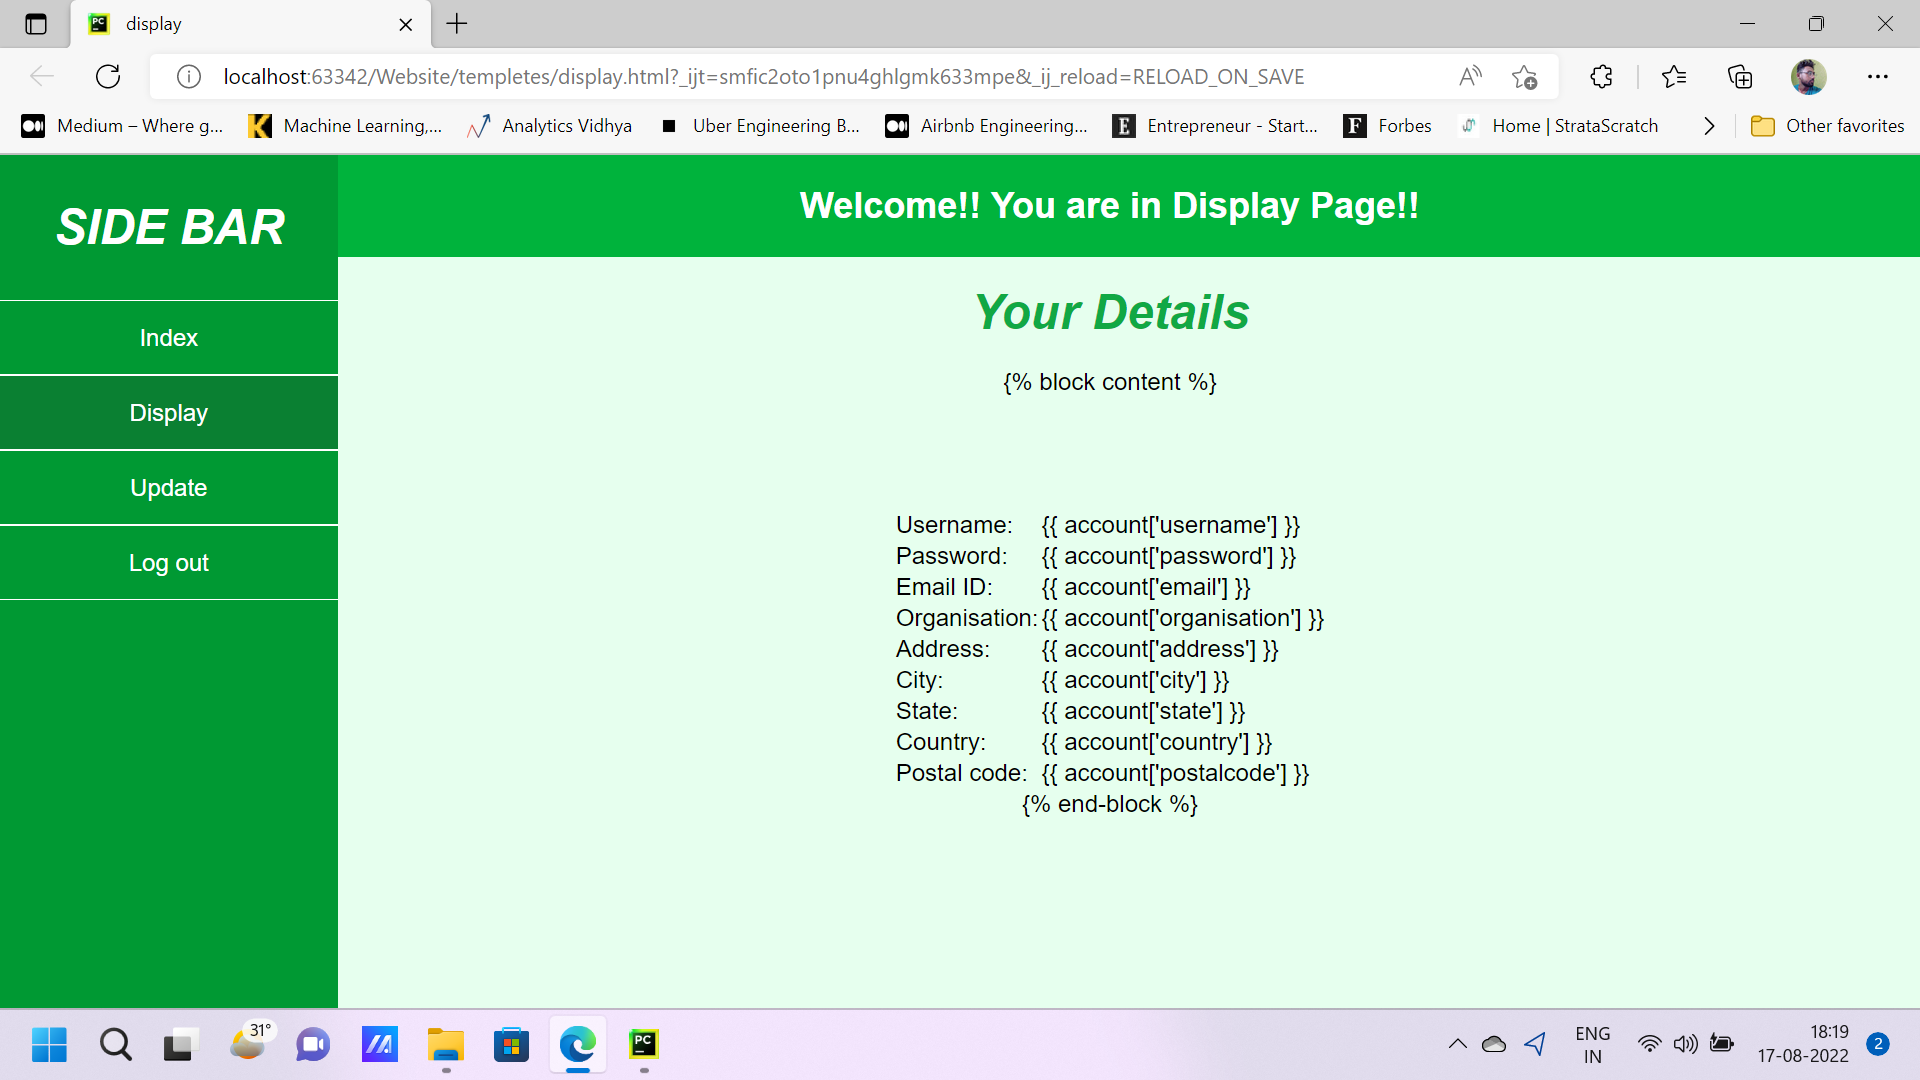 display
localhost:63342/Website/templetes/display.html?_ijt=smfic2oto1pnu4ghlgmk633mpe&_ij_reload=RELOAD_ON_SAVE
Medium – Where g... Machine Learning,... Analytics Vidhya Uber Engineering B... Airbnb Engineering... E Entrepreneur - Start... F Forbes Home | StrataScratch Other favorites
SIDE BAR
Index
Display
Update
Log out
Welcome!! You are in Display Page!!
Your Details
{% block content %}
Username: {{ account['username'] }}
Password: {{ account['password'] }}
Email ID: {{ account['email'] }}
Organisation: {{ account['organisation'] }}
Address: {{ account['address'] }}
City: {{ account['city'] }}
State: {{ account['state'] }}
Country: {{ account['country'] }}
Postal code: {{ account['postalcode'] }}
{% end-block %}
31°
PC
ENG
IN
18:19
17-08-2022
2